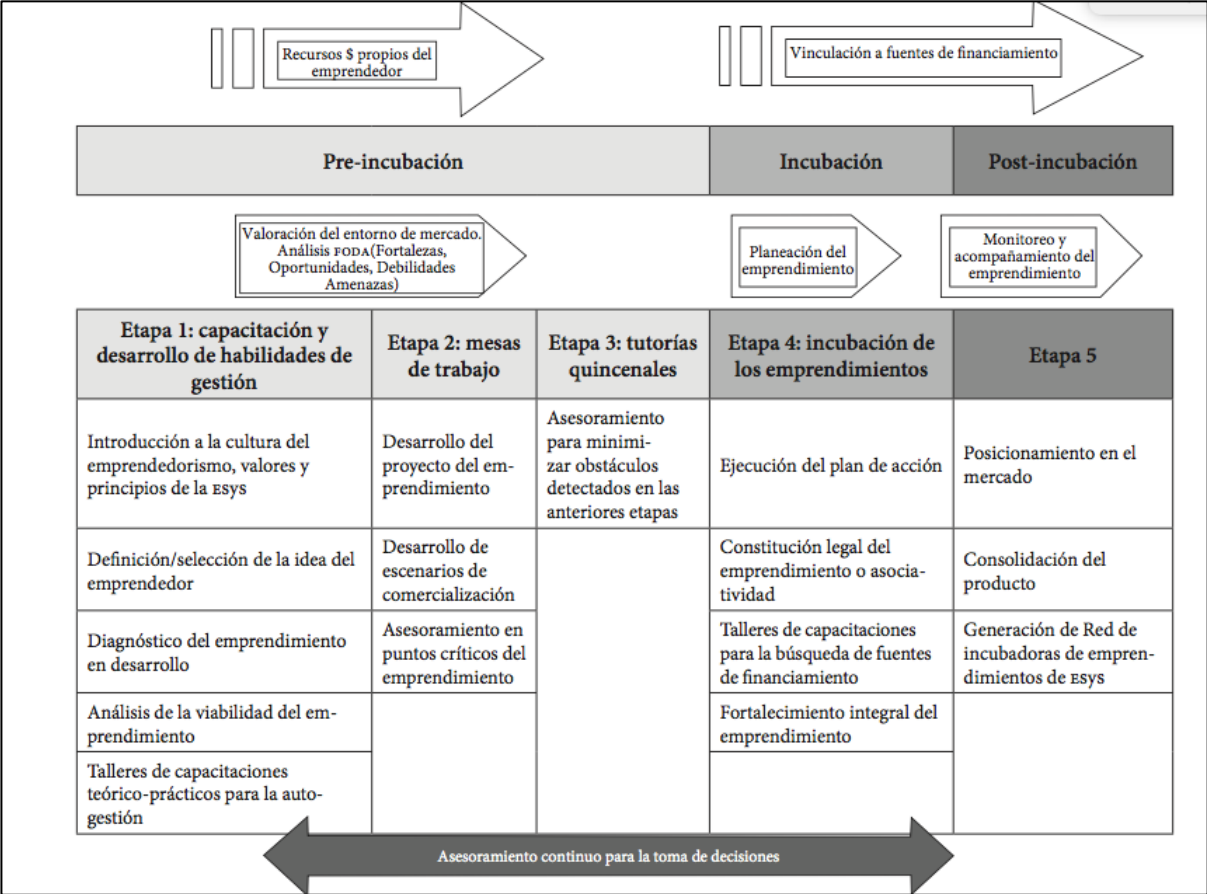 Recursos $ propios del
emprendedor
Vinculación a fuentes de financiamiento
Pre-incubación
Incubación
Post-incubación
Valoración del entorno de mercado.
Análisis FODA(Fortalezas,
Oportunidades, Debilidades
Amenazas)
Planeación del
emprendimiento
Monitoreo y
acompañamiento del
emprendimiento
Etapa 1: capacitación y
desarrollo de habilidades de
gestión
Etapa 2: mesas
de trabajo
Etapa 3: tutorías
quincenales
Etapa 4: incubación de
los emprendimientos
Etapa 5
Introducción a la cultura del
emprendedorismo, valores y
principios de la ESYS
Desarrollo del
proyecto del em-
prendimiento
Asesoramiento
para minimi-
zar obstáculos
detectados en las
anteriores etapas
Ejecución del plan de acción
Posicionamiento en el
mercado
Definición/selección de la idea del
emprendedor
Desarrollo de
escenarios de
comercialización
Constitución legal del
emprendimiento o asocia-
tividad
Consolidación del
producto
Diagnóstico del emprendimiento
en desarrollo
Asesoramiento en
puntos críticos del
emprendimiento
Talleres de capacitaciones
para la búsqueda de fuentes
de financiamiento
Generación de Red de
incubadoras de empren-
dimientos de ESYS
Análisis de la viabilidad del em-
prendimiento
Fortalecimiento integral del
emprendimiento
Talleres de capacitaciones
teórico-prácticos para la auto-
gestión
Asesoramiento continuo para la toma de decisiones